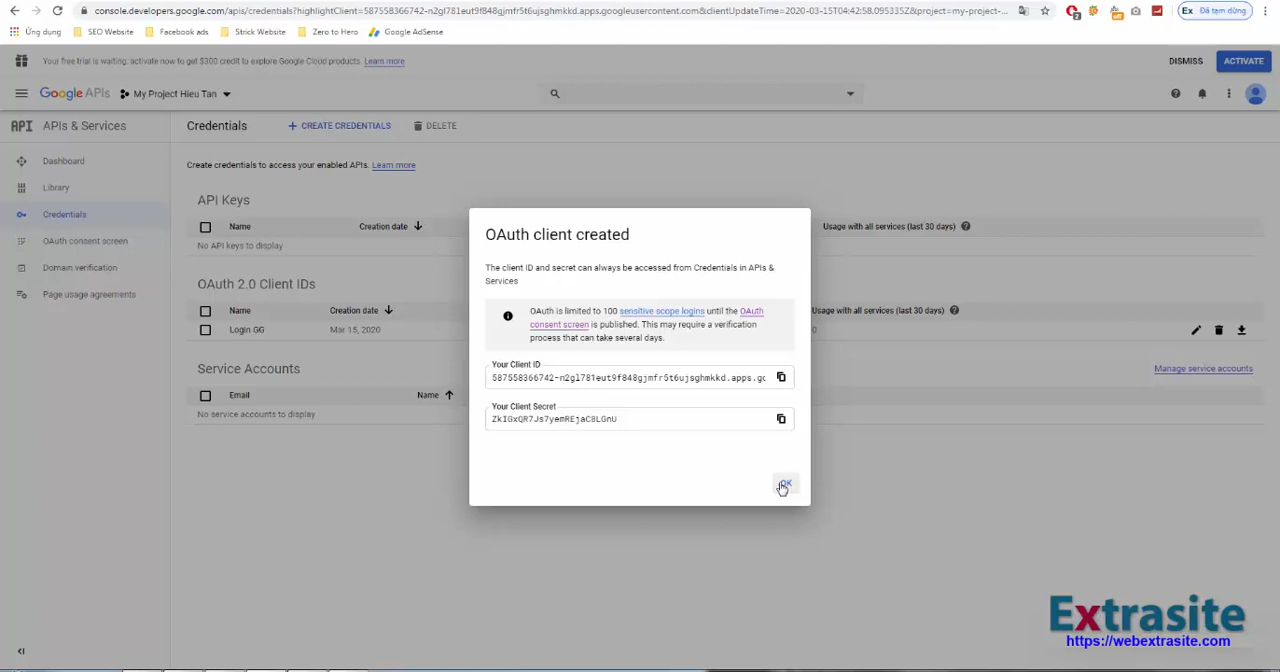 console.developers.google.com/apis/credentials?highlightClient=587558366742-n2gl781eut9f848gjmfr5t6ujsghmkkd.apps.googleusercontent.com&clientUpdateTime=2020-03-15T04:42:58.095335Z&project=my-project-...
Ex Đã tạm dừng
Ứng dụng SEO Website Facebook ads Strick Website Zero to Hero Google AdSense
Your free trial is waiting: activate now to get $300 credit to explore Google Cloud products. Learn more
DISMISS ACTIVATE
Google APIs My Project Hieu Tan
API APIs & Services
Credentials + CREATE CREDENTIALS DELETE
Dashboard
Library
Credentials
OAuth consent screen
Domain verification
Page usage agreements
Create credentials to access your enabled APIs. Learn more
API Keys
Name Creation date Usage with all services (last 30 days)
No API keys to display
OAuth 2.0 Client IDs
Name Creation date Usage with all services (last 30 days)
Login GG Mar 15, 2020 0
Service Accounts Manage service accounts
Email Name
No service accounts to display
OAuth client created
The client ID and secret can always be accessed from Credentials in APIs &
Services
OAuth is limited to 100 sensitive scope logins until the OAuth
consent screen is published. This may require a verification
process that can take several days.
Your Client ID
587558366742-n2gl781eut9f848gjmfr5t6ujsghmkkd.apps.gc
Your Client Secret
ZkIGxQR7Js7yemREjaC8LGnU
OK
Extrasite
https://webextrasite.com